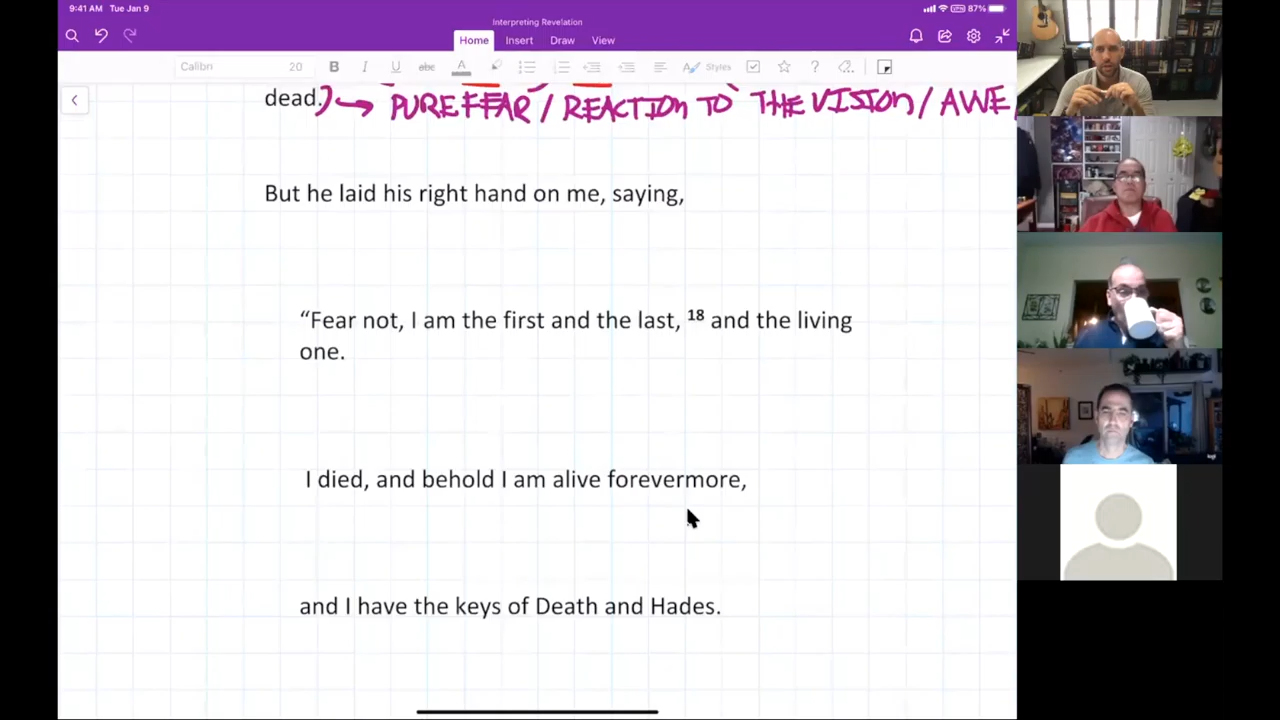 9:41 AM Tue Jan 9
87%
Interpreting Revelation
Home Insert Draw View
Calibri 20 B I U abc A Styles ?
dead. PURE FEAR / REACTION TO THE VISION / AWE
But he laid his right hand on me, saying,
“Fear not, I am the first and the last, 18 and the living
one.
I died, and behold I am alive forevermore,
and I have the keys of Death and Hades.